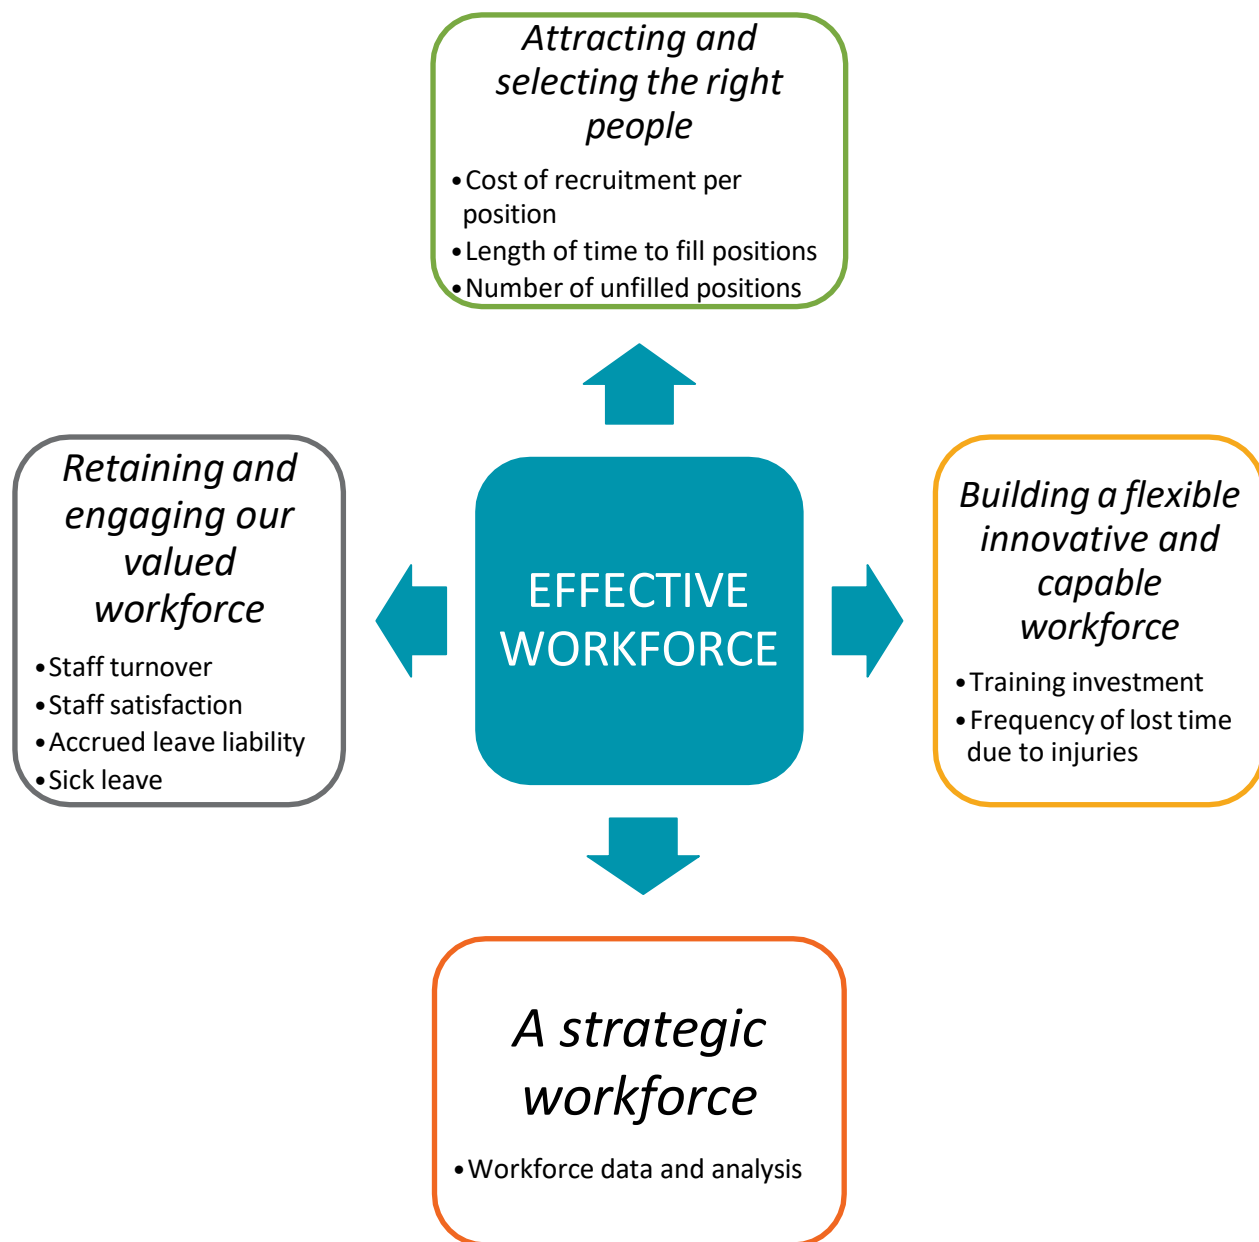 Attracting and
selecting the right
people
•Cost of recruitment per
position
•Length of time to fill positions
•Number of unfilled positions
Retaining and
engaging our
valued
workforce
•Staff turnover
•Staff satisfaction
•Accrued leave liability
•Sick leave
EFFECTIVE
WORKFORCE
Building a flexible
innovative and
capable
workforce
•Training investment
•Frequency of lost time
due to injuries
A strategic
workforce
•Workforce data and analysis